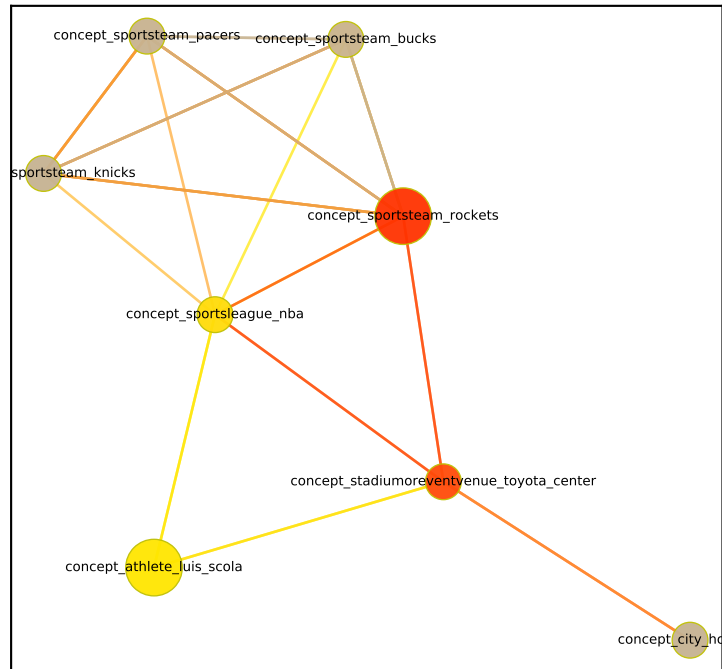 concept_sportsteam_pacers
concept_sportsteam_bucks
sportsteam_knicks
concept_sportsteam_rockets
concept_sportsleague_nba
concept_stadiumoreventvenue_toyota_center
concept_athlete_luis_scola
concept_city_ho